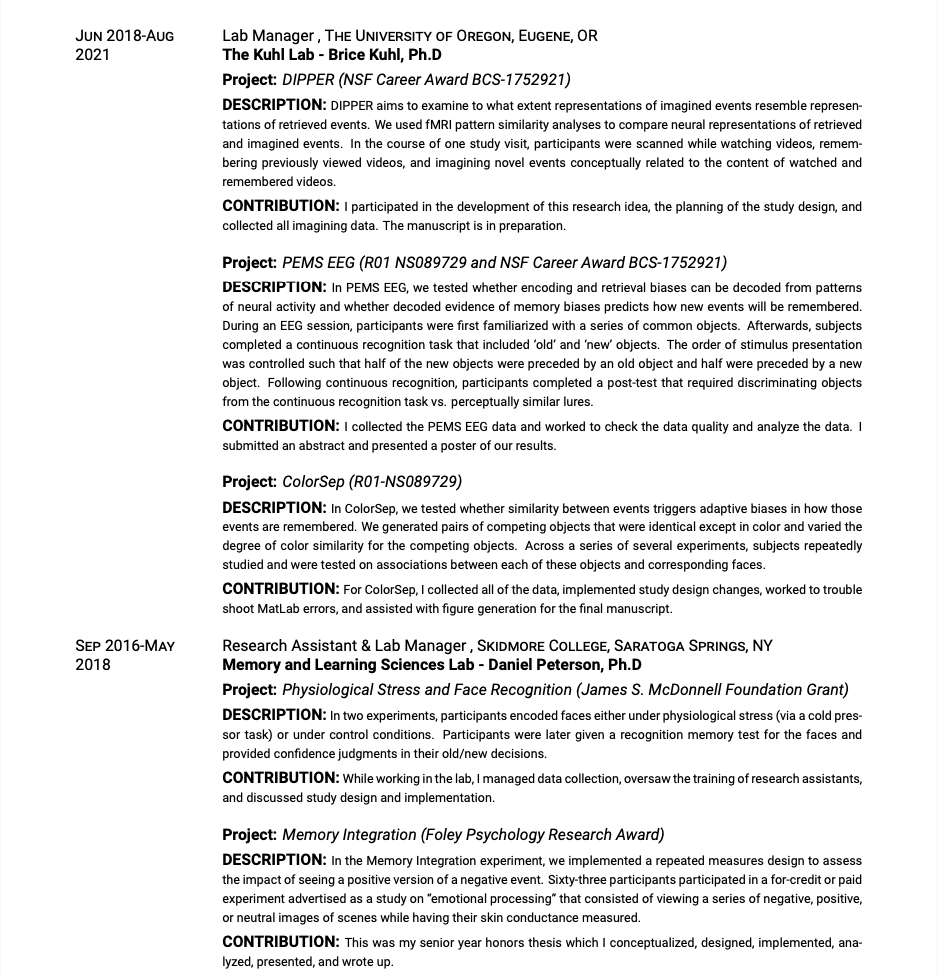 JUN 2018-AUG
2021
Lab Manager , THE UNIVERSITY OF OREGON, EUGENE, OR
The Kuhl Lab - Brice Kuhl, Ph.D
Project: DIPPER (NSF Career Award BCS-1752921)
DESCRIPTION: DIPPER aims to examine to what extent representations of imagined events resemble represen-
tations of retrieved events. We used fMRI pattern similarity analyses to compare neural representations of retrieved
and imagined events. In the course of one study visit, participants were scanned while watching videos, remem-
bering previously viewed videos, and imagining novel events conceptually related to the content of watched and
remembered videos.
CONTRIBUTION: I participated in the development of this research idea, the planning of the study design, and
collected all imagining data. The manuscript is in preparation.
Project: PEMS EEG (R01 NS089729 and NSF Career Award BCS-1752921)
DESCRIPTION: In PEMS EEG, we tested whether encoding and retrieval biases can be decoded from patterns
of neural activity and whether decoded evidence of memory biases predicts how new events will be remembered.
During an EEG session, participants were first familiarized with a series of common objects. Afterwards, subjects
completed a continuous recognition task that included ‘old’ and ‘new’ objects. The order of stimulus presentation
was controlled such that half of the new objects were preceded by an old object and half were preceded by a new
object. Following continuous recognition, participants completed a post-test that required discriminating objects
from the continuous recognition task vs. perceptually similar lures.
CONTRIBUTION: I collected the PEMS EEG data and worked to check the data quality and analyze the data. I
submitted an abstract and presented a poster of our results.
Project: ColorSep (R01-NS089729)
DESCRIPTION: In ColorSep, we tested whether similarity between events triggers adaptive biases in how those
events are remembered. We generated pairs of competing objects that were identical except in color and varied the
degree of color similarity for the competing objects. Across a series of several experiments, subjects repeatedly
studied and were tested on associations between each of these objects and corresponding faces.
CONTRIBUTION: For ColorSep, I collected all of the data, implemented study design changes, worked to trouble
shoot MatLab errors, and assisted with figure generation for the final manuscript.
SEP 2016-MAY
2018
Research Assistant & Lab Manager , SKIDMORE COLLEGE, SARATOGA SPRINGS, NY
Memory and Learning Sciences Lab - Daniel Peterson, Ph.D
Project: Physiological Stress and Face Recognition (James S. McDonnell Foundation Grant)
DESCRIPTION: In two experiments, participants encoded faces either under physiological stress (via a cold pres-
sor task) or under control conditions. Participants were later given a recognition memory test for the faces and
provided confidence judgments in their old/new decisions.
CONTRIBUTION: While working in the lab, I managed data collection, oversaw the training of research assistants,
and discussed study design and implementation.
Project: Memory Integration (Foley Psychology Research Award)
DESCRIPTION: In the Memory Integration experiment, we implemented a repeated measures design to assess
the impact of seeing a positive version of a negative event. Sixty-three participants participated in a for-credit or paid
experiment advertised as a study on “emotional processing” that consisted of viewing a series of negative, positive,
or neutral images of scenes while having their skin conductance measured.
CONTRIBUTION: This was my senior year honors thesis which I conceptualized, designed, implemented, ana-
lyzed, presented, and wrote up.